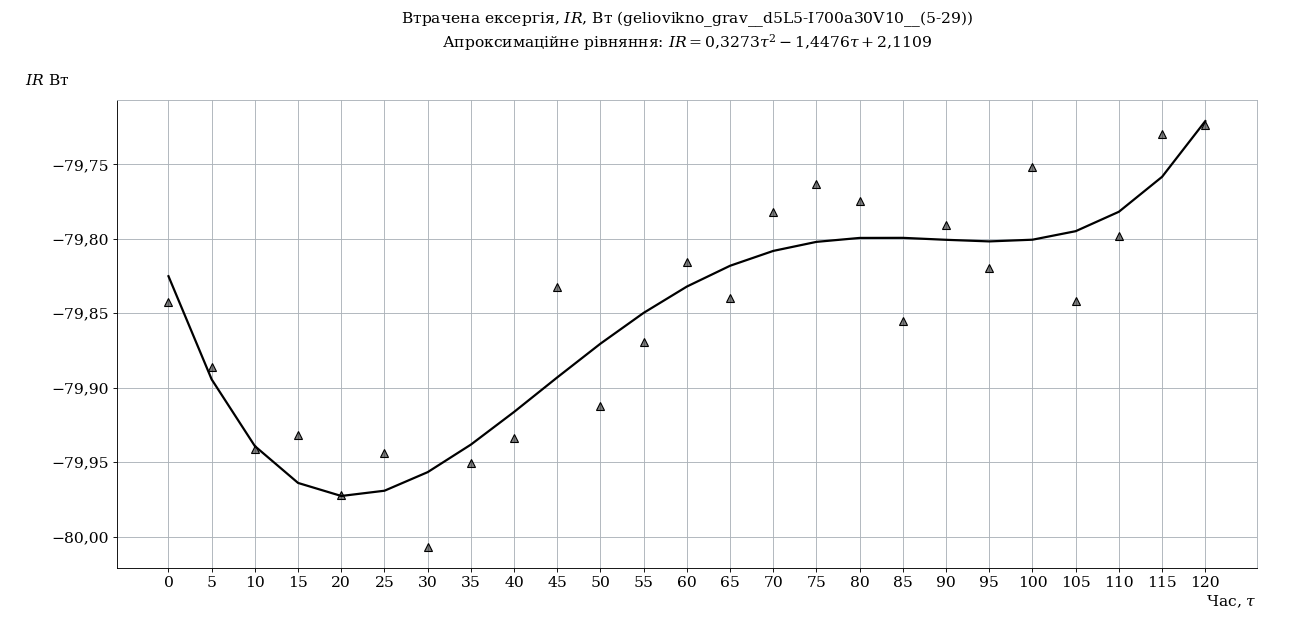 Втрачена ексергія, IR, Вт (geliovikno_grav__d5L5-I700a30V10__(5-29))
Апроксимаційне рівняння: IR = 0,3273τ² − 1,4476τ + 2,1109
IR Вт
−79,75
−79,80
−79,85
−79,90
−79,95
−80,00
0 5 10 15 20 25 30 35 40 45 50 55 60 65 70 75 80 85 90 95 100 105 110 115 120
Час, τ